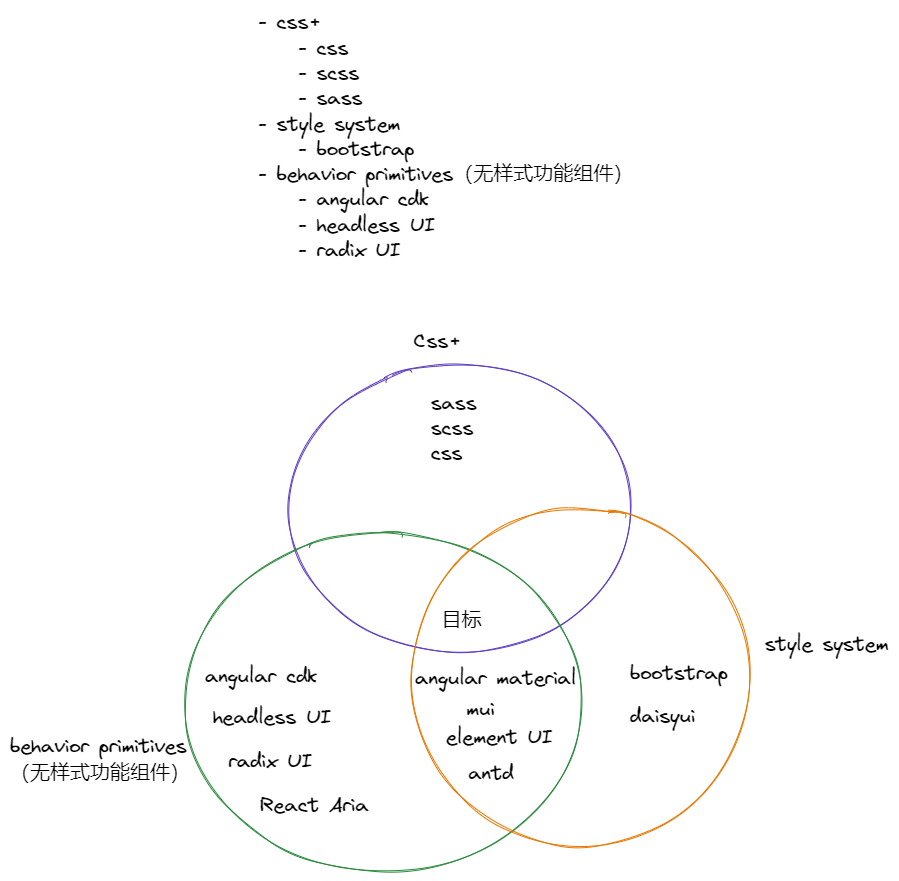 - css+
- css
- scss
- sass
- style system
- bootstrap
- behavior primitives（无样式功能组件）
- angular cdk
- headless UI
- radix UI
Css+
sass
scss
css
目标
style system
angular cdk
angular material
bootstrap
headless UI
mui
daisyui
element UI
behavior primitives
（无样式功能组件）
radix UI
antd
React Aria